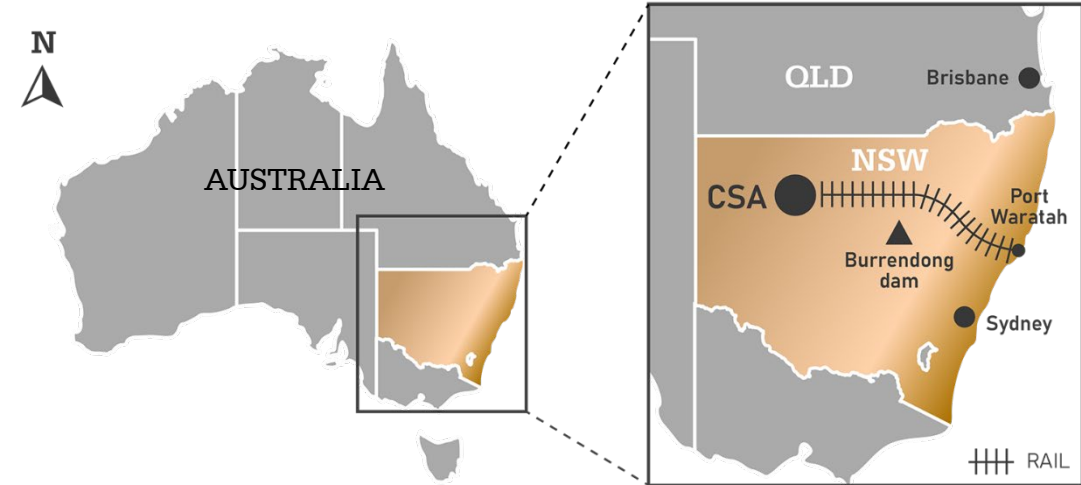 N
AUSTRALIA
QLD
Brisbane
NSW
CSA
Port
Waratah
Burrendong
dam
Sydney
RAIL